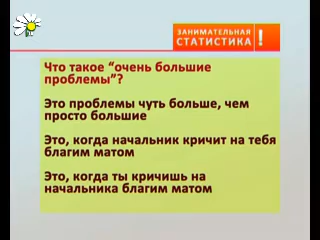 ЗАНИМАТЕЛЬНАЯ
СТАТИСТИКА !
Что такое “очень большие
проблемы”?
Это проблемы чуть больше, чем
просто большие
Это, когда начальник кричит на тебя
благим матом
Это, когда ты кричишь на
начальника благим матом